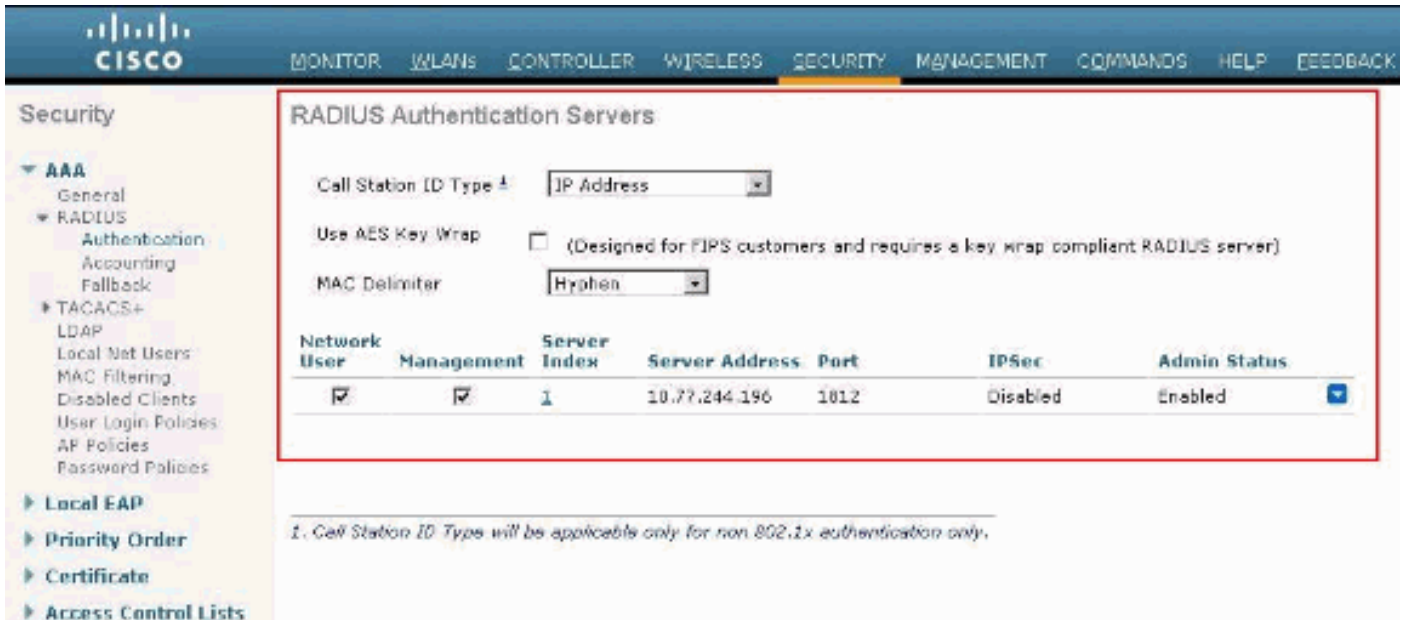 CISCO
MONITOR WLANs CONTROLLER WIRELESS SECURITY MANAGEMENT COMMANDS HELP FEEDBACK
Security
AAA
General
RADIUS
Authentication
Accounting
Fallback
TACACS+
LDAP
Local Net Users
MAC Filtering
Disabled Clients
User Login Policies
AP Policies
Password Policies
Local EAP
Priority Order
Certificate
Access Control Lists
RADIUS Authentication Servers
Call Station ID Type 1 IP Address
Use AES Key Wrap (Designed for FIPS customers and requires a key wrap compliant RADIUS server)
MAC Delimiter Hyphen
Network User Management Server Index Server Address Port IPSec Admin Status
1 10.77.244.196 1812 Disabled Enabled
1. Call Station ID Type will be applicable only for non 802.1x authentication only.